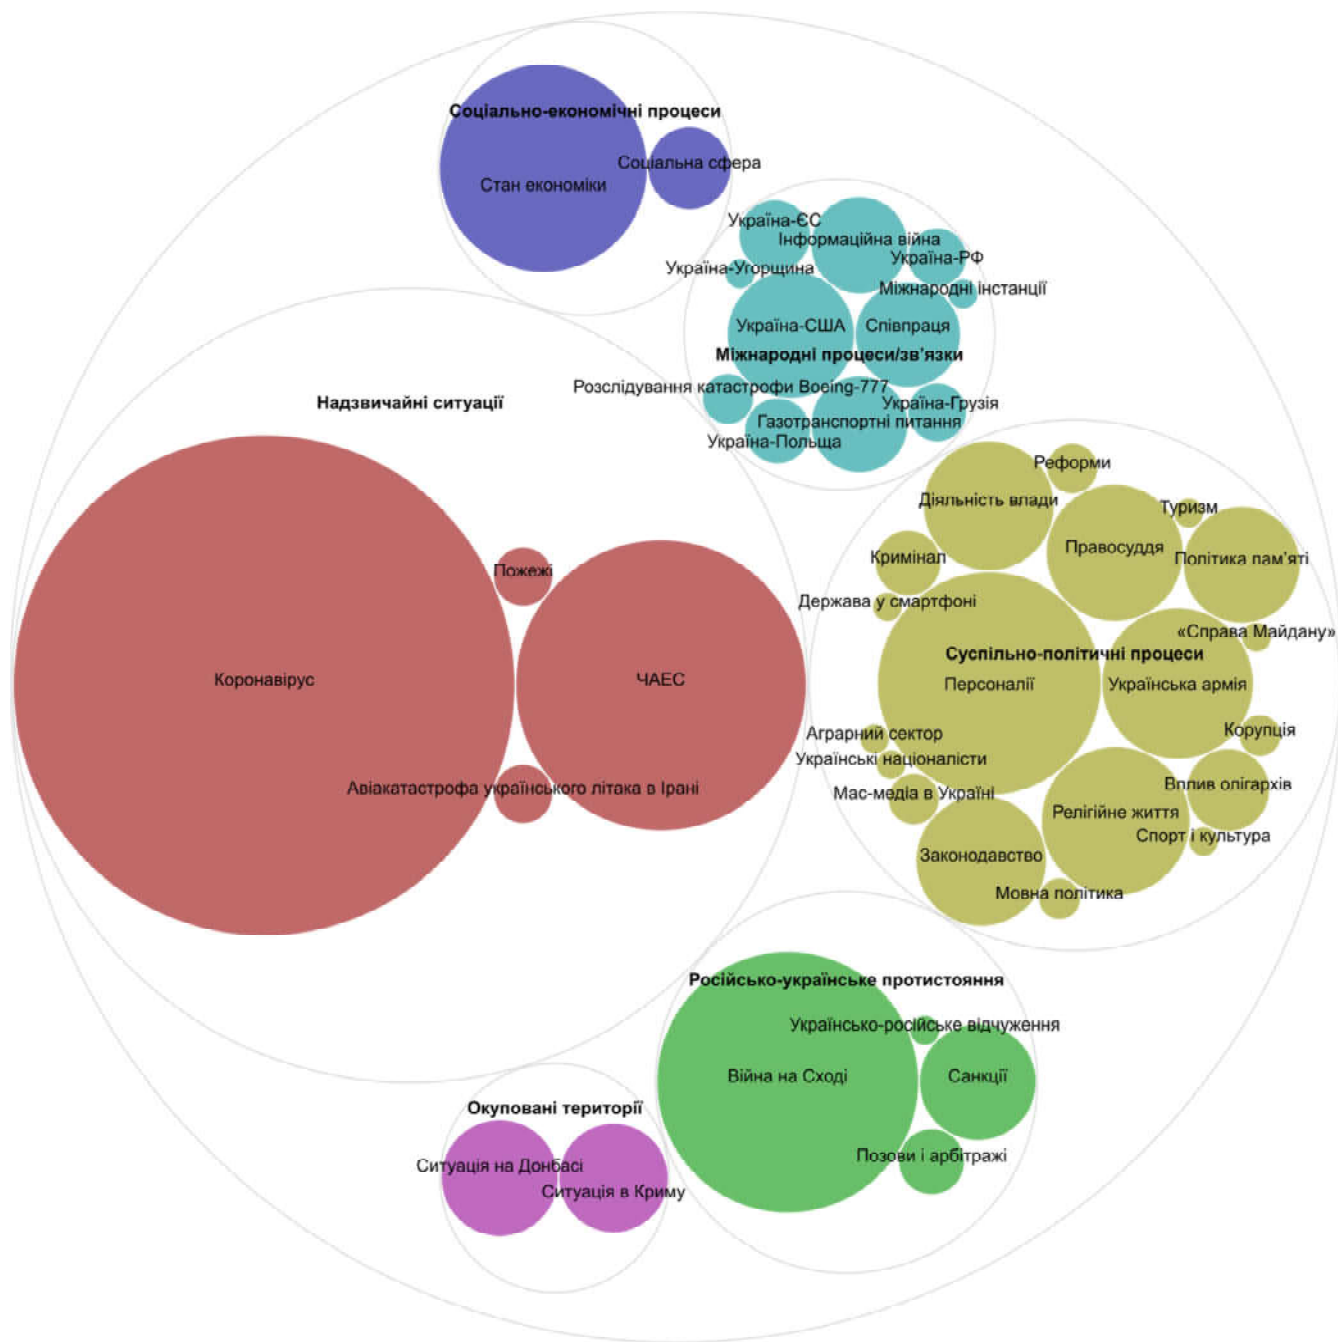 Соціально-економічні процеси
Соціальна сфера
Стан економіки
Україна-ЄС
Інформаційна війна
Україна-РФ
Україна-Угорщина
Міжнародні інстанції
Україна-США
Співпраця
Міжнародні процеси/зв'язки
Розслідування катастрофи Boeing-777
Україна-Грузія
Газотранспортні питання
Україна-Польща
Надзвичайні ситуації
Пожежі
Коронавірус
ЧАЕС
Авіакатастрофа українського літака в Ірані
Реформи
Діяльність влади
Туризм
Правосуддя
Політика пам'яті
Кримінал
Держава у смартфоні
«Справа Майдану»
Суспільно-політичні процеси
Персоналії
Українська армія
Аграрний сектор
Корупція
Українські націоналісти
Вплив олігархів
Мас-медіа в Україні
Релігійне життя
Спорт і культура
Законодавство
Мовна політика
Російсько-українське протистояння
Українсько-російське відчуження
Війна на Сході
Санкції
Позови і арбітражі
Окуповані території
Ситуація на Донбасі
Ситуація в Криму